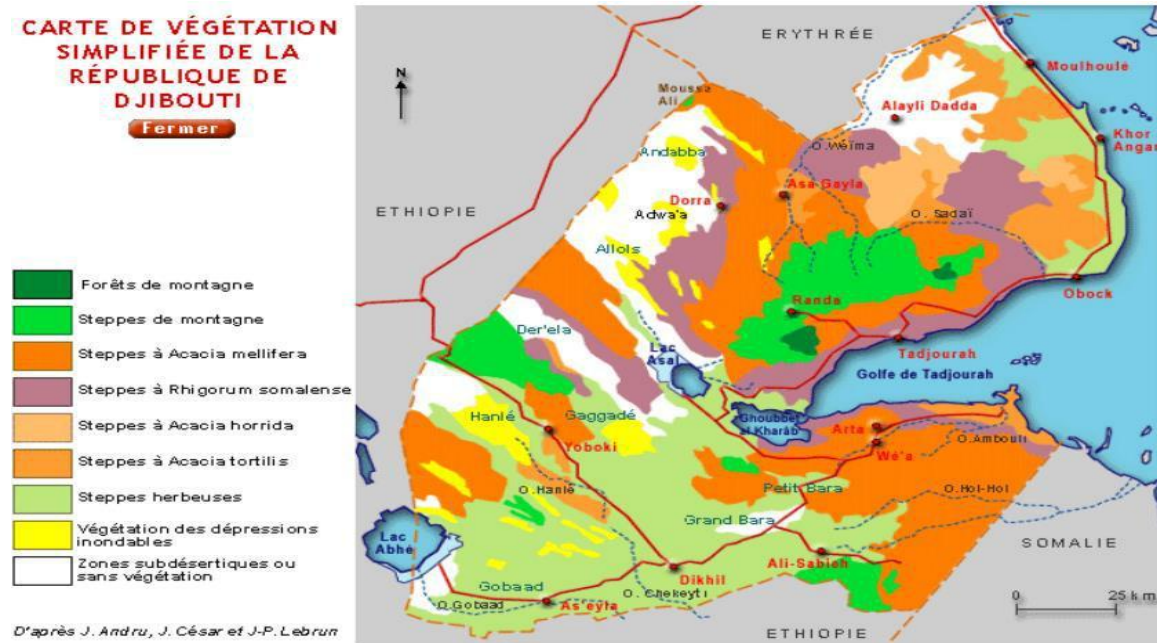 CARTE DE VÉGÉTATION
SIMPLIFIÉE DE LA
RÉPUBLIQUE DE
DJIBOUTI
Fermer
Forêts de montagne
Steppes de montagne
Steppes à Acacia mellifera
Steppes à Rhigorum somalense
Steppes à Acacia horrida
Steppes à Acacia tortilis
Steppes herbeuses
Végétation des dépressions
inondables
Zones subdésertiques ou
sans végétation
D'après J. Andru, J. César et J-P. Lebrun
N
ERYTHRÉE
Moulhoulé
Moussa
Ali
Alayli Dadda
Khor
Angar
O. Weïma
Andabba
Asa Gayla
Dorra
ETHIOPIE
Adwa'a
O. Sadaï
Allols
Obock
Randa
Der'ela
Lac
Asal
Tadjourah
Golfe de Tadjourah
Hanlé
Gaggadé
Ghoubbet
al Kharâb
Arta
O. Ambouli
Yoboki
Wé'a
Petit Bara
O. Hol-Hol
O. Hanlé
Grand Bara
Lac
Abhé
SOMALIE
Ali-Sabieh
Dikhil
Gobaad
O. Chekeyti
O. Gobaad
As'eyla
0
25 km
ETHIOPIE